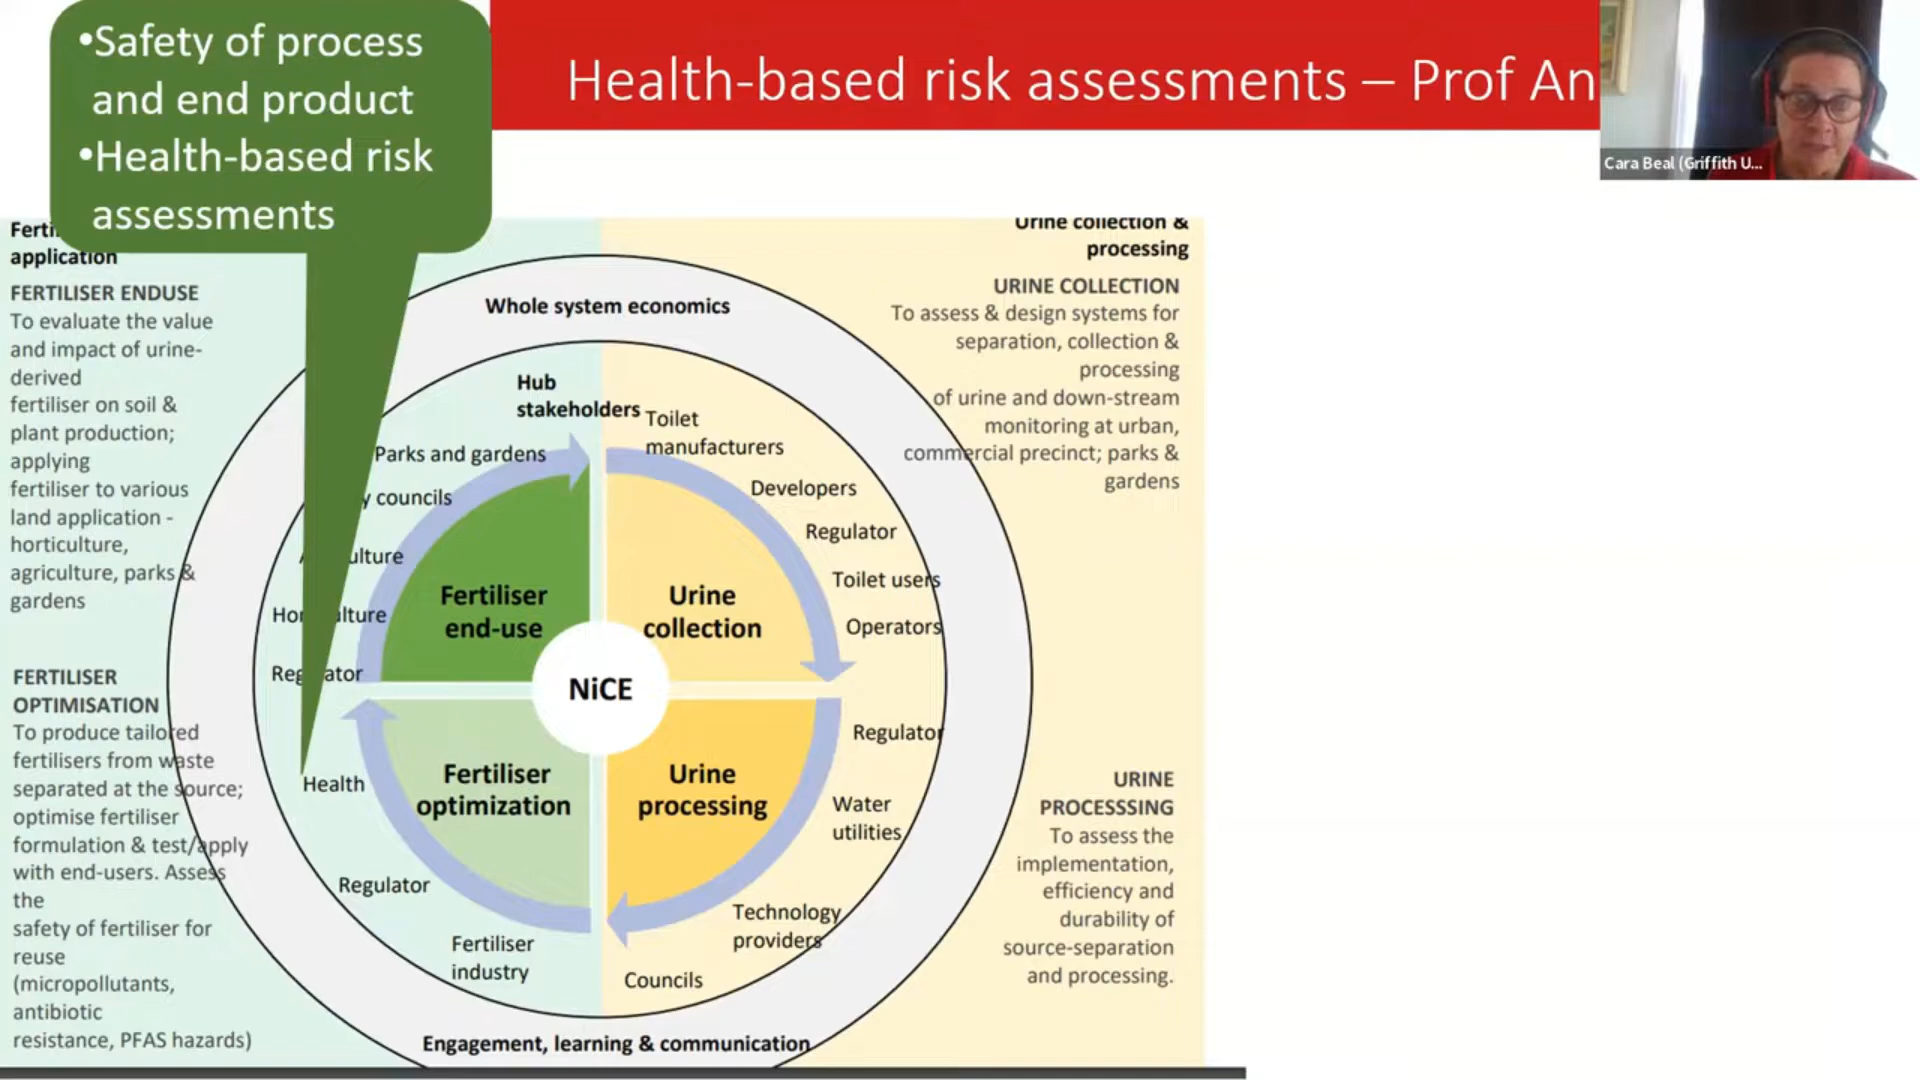 •Safety of process
and end product
•Health-based risk
assessments
Health-based risk assessments – Prof An
Cara Beal (Griffith U...
application
FERTILISER ENDUSE
To evaluate the value
and impact of urine-
derived
fertiliser on soil &
plant production;
applying
fertiliser to various
land application -
horticulture,
agriculture, parks &
gardens
FERTILISER
OPTIMISATION
To produce tailored
fertilisers from waste
separated at the source;
optimise fertiliser
formulation & test/apply
with end-users. Assess
the
safety of fertiliser for
reuse
(micropollutants,
antibiotic
resistance, PFAS hazards)
Whole system economics
Hub
stakeholders
Parks and gardens
councils
Regulator
Health
Regulator
Fertiliser
industry
Toilet
manufacturers
Developers
Regulator
Toilet users
Operators
Regulator
Water
utilities
Technology
providers
Councils
Fertiliser
end-use
Urine
collection
NiCE
Fertiliser
optimization
Urine
processing
Engagement, learning & communication
Urine collection &
processing
URINE COLLECTION
To assess & design systems for
separation, collection &
processing
of urine and down-stream
monitoring at urban,
commercial precinct; parks &
gardens
URINE
PROCESSSING
To assess the
implementation,
efficiency and
durability of
source-separation
and processing.